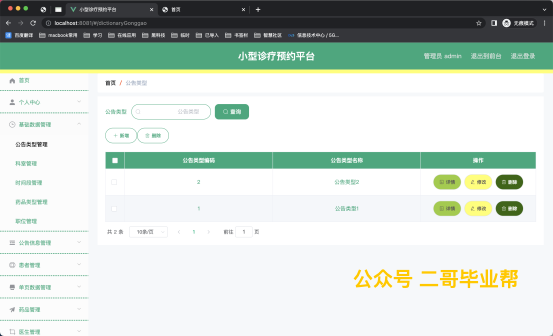 小型诊疗预约平台
首页
localhost:8081/#/dictionaryGonggao
无痕模式
百度翻译 macbook常用 学习 在线应用 黑科技 临时 已导入 书签树 智慧社区 信息技术中心 / SG...
小型诊疗预约平台
管理员 admin 退出到前台 退出登录
首页
个人中心
基础数据管理
公告类型管理
科室管理
时间段管理
药品类型管理
职位管理
公告信息管理
患者管理
单页数据管理
药品管理
医生管理
首页 / 公告类型
公告类型 公告类型 查询
+ 新增 删除
公告类型编码 公告类型名称 操作
2 公告类型2 详情 修改 删除
1 公告类型1 详情 修改 删除
共 2 条 10条/页 1 前往 1 页
公众号 二哥毕业帮